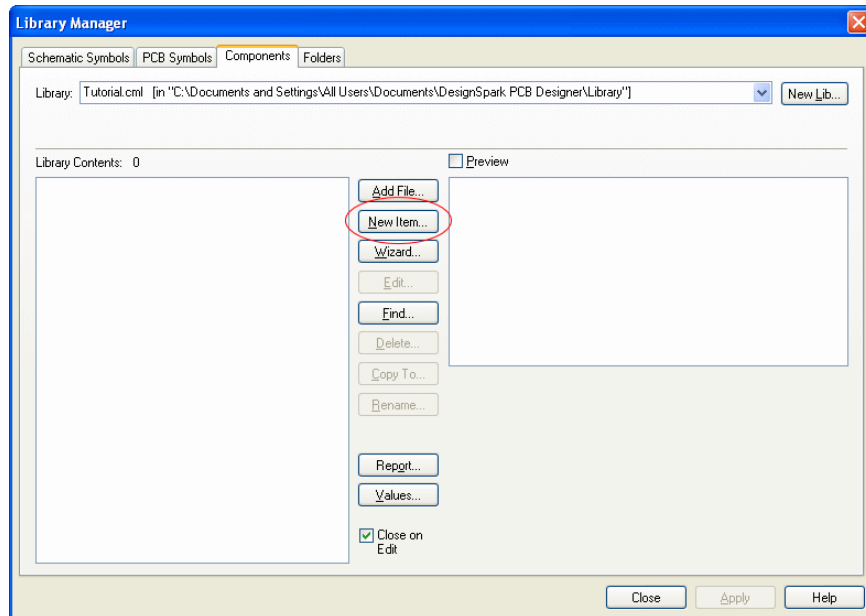 Library Manager
Schematic Symbols PCB Symbols Components Folders
Library: Tutorial.cml [in "C:\Documents and Settings\All Users\Documents\DesignSpark PCB Designer\Library"] New Lib...
Library Contents: 0
Preview
Add File...
New Item...
Wizard...
Edit...
Find...
Delete...
Copy To...
Rename...
Report...
Values...
Close on
Edit
Close Apply Help